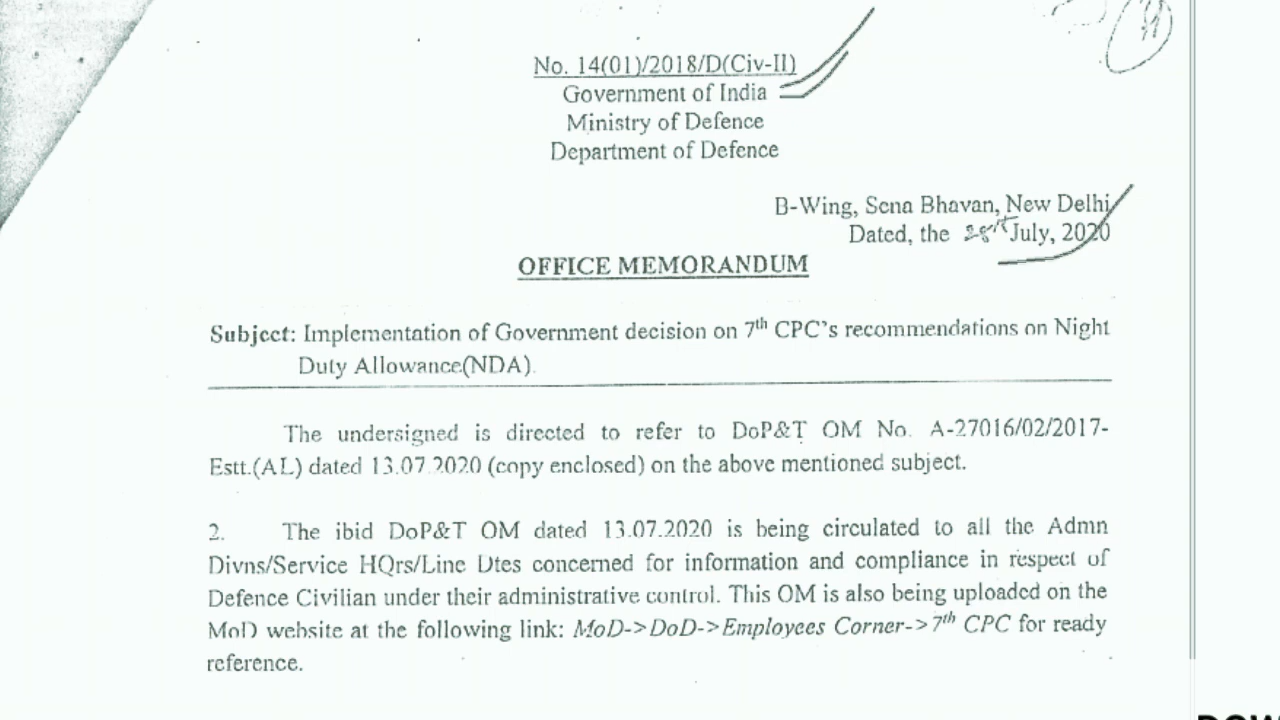 No. 14(01)/2018/D(Civ-II)
Government of India
Ministry of Defence
Department of Defence
B-Wing, Sena Bhavan, New Delhi
Dated, the 28th July, 2020
OFFICE MEMORANDUM
Subject: Implementation of Government decision on 7th CPC's recommendations on Night
Duty Allowance(NDA).
The undersigned is directed to refer to DoP&T OM No. A-27016/02/2017-
Estt.(AL) dated 13.07.2020 (copy enclosed) on the above mentioned subject.
2. The ibid DoP&T OM dated 13.07.2020 is being circulated to all the Admn
Divns/Service HQrs/Line Dtes concerned for information and compliance in respect of
Defence Civilian under their administrative control. This OM is also being uploaded on the
MoD website at the following link: MoD->DoD->Employees Corner->7th CPC for ready
reference.